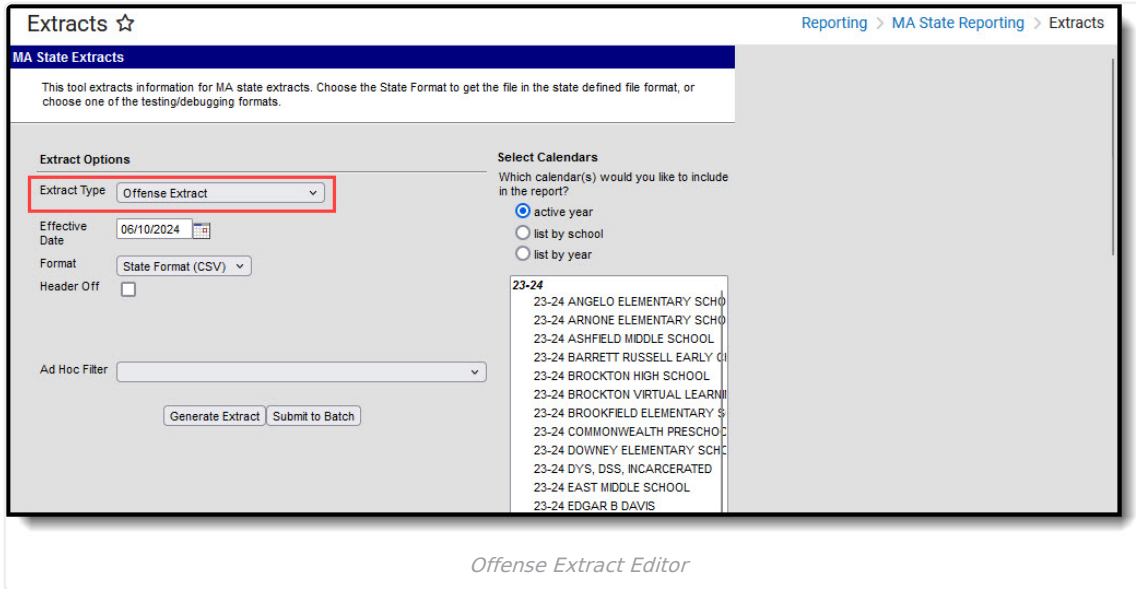 Extracts ☆
Reporting > MA State Reporting > Extracts
MA State Extracts
This tool extracts information for MA state extracts. Choose the State Format to get the file in the state defined file format, or
choose one of the testing/debugging formats.
Extract Options
Extract Type Offense Extract
Effective
Date
06/10/2024
Format State Format (CSV)
Header Off
Ad Hoc Filter
Generate Extract Submit to Batch
Select Calendars
Which calendar(s) would you like to include
in the report?
active year
list by school
list by year
23-24
23-24 ANGELO ELEMENTARY SCHO
23-24 ARNONE ELEMENTARY SCHO
23-24 ASHFIELD MIDDLE SCHOOL
23-24 BARRETT RUSSELL EARLY
23-24 BROCKTON HIGH SCHOOL
23-24 BROCKTON VIRTUAL LEARNI
23-24 BROOKFIELD ELEMENTARY S
23-24 COMMONWEALTH PRESCHOO
23-24 DOWNEY ELEMENTARY SCHO
23-24 DYS, DSS, INCARCERATED
23-24 EAST MIDDLE SCHOOL
23-24 EDGAR B DAVIS
Offense Extract Editor